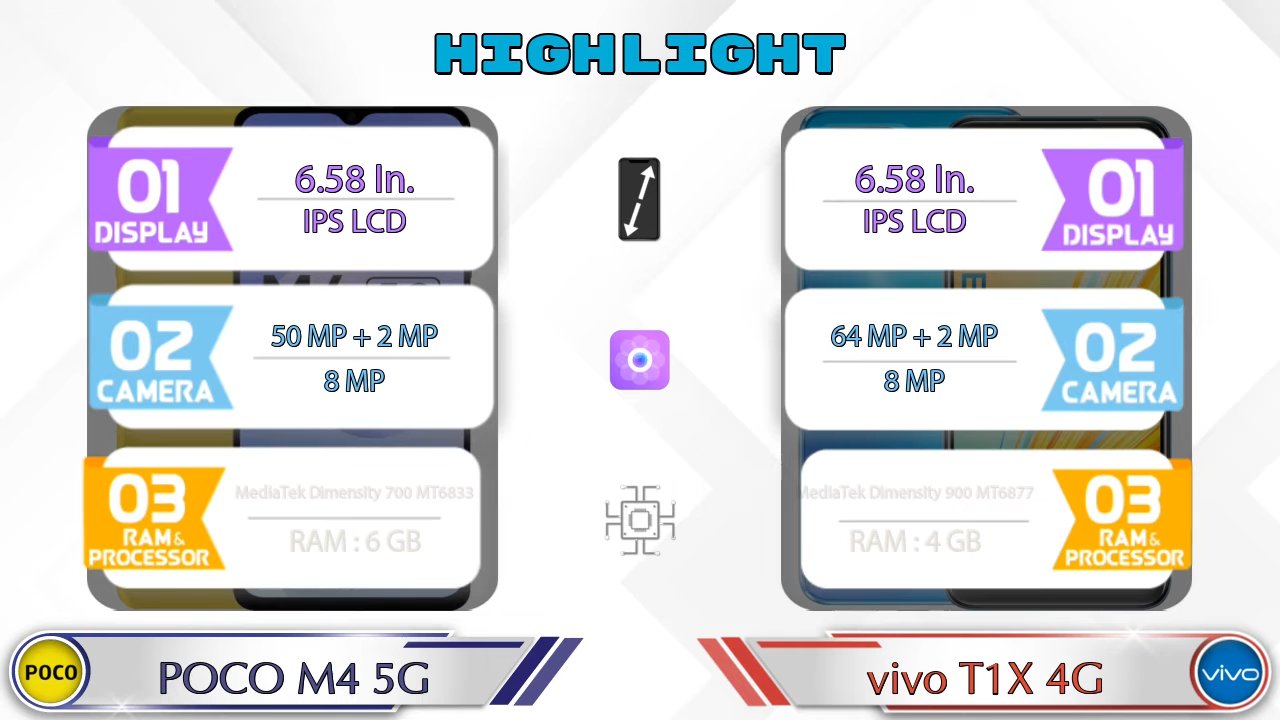 HIGHLIGHT
01
DISPLAY
6.58 In.
IPS LCD
02
CAMERA
50 MP + 2 MP
8 MP
03
RAM&
PROCESSOR
MediaTek Dimensity 700 MT6833
RAM : 6 GB
6.58 In.
IPS LCD
01
DISPLAY
64 MP + 2 MP
8 MP
02
CAMERA
MediaTek Dimensity 900 MT6877
RAM : 4 GB
03
RAM&
PROCESSOR
POCO
POCO M4 5G
vivo T1X 4G
vivo